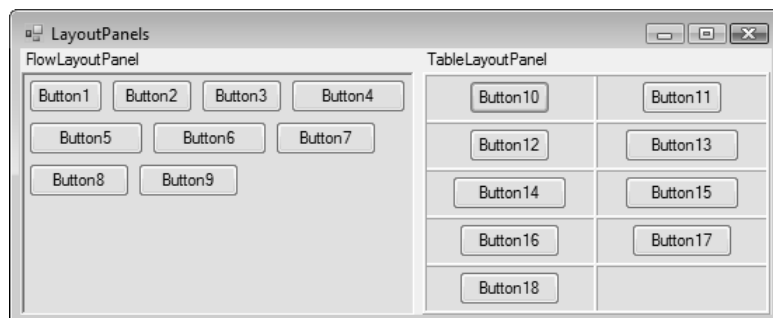 LayoutPanels
FlowLayoutPanel
Button1 Button2 Button3 Button4
Button5 Button6 Button7
Button8 Button9
TableLayoutPanel
Button10 Button11
Button12 Button13
Button14 Button15
Button16 Button17
Button18